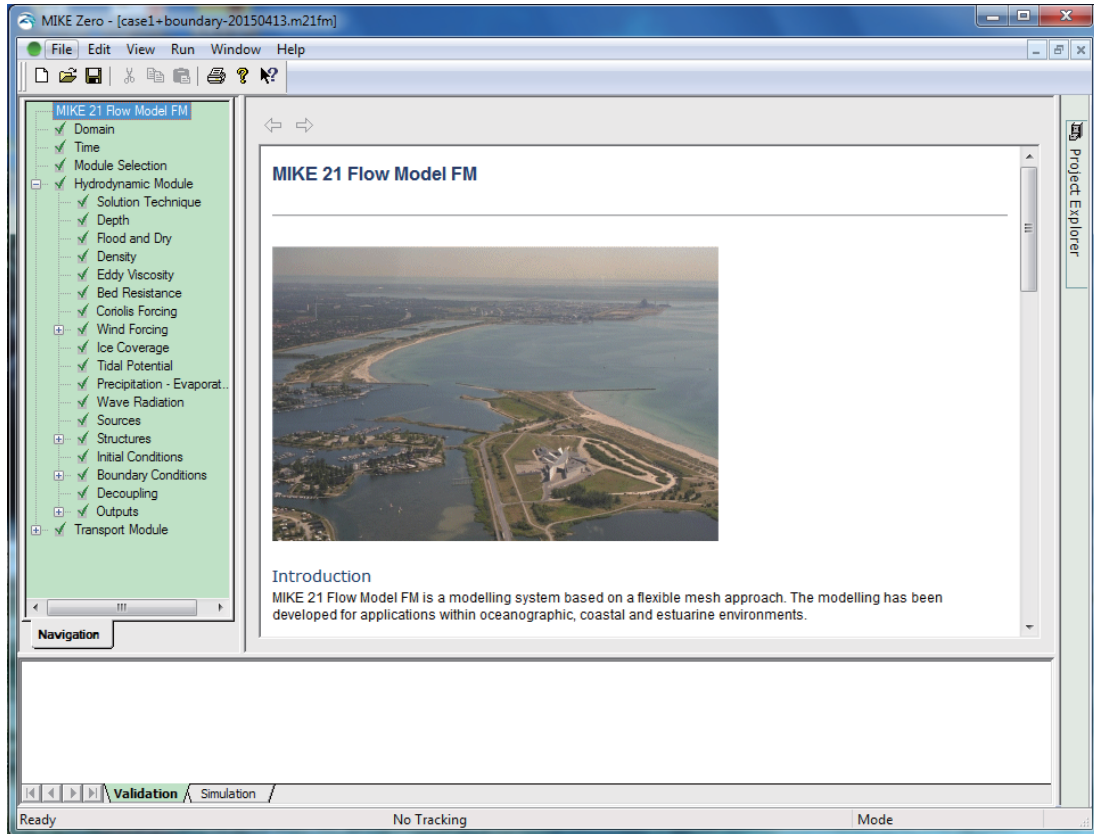 MIKE Zero - [case1+boundary-20150413.m21fm]
File Edit View Run Window Help
MIKE 21 Flow Model FM
Domain
Time
Module Selection
Hydrodynamic Module
Solution Technique
Depth
Flood and Dry
Density
Eddy Viscosity
Bed Resistance
Coriolis Forcing
Wind Forcing
Ice Coverage
Tidal Potential
Precipitation - Evaporat..
Wave Radiation
Sources
Structures
Initial Conditions
Boundary Conditions
Decoupling
Outputs
Transport Module
Navigation
MIKE 21 Flow Model FM
Introduction
MIKE 21 Flow Model FM is a modelling system based on a flexible mesh approach. The modelling has been
developed for applications within oceanographic, coastal and estuarine environments.
Project Explorer
Validation Simulation
Ready No Tracking Mode